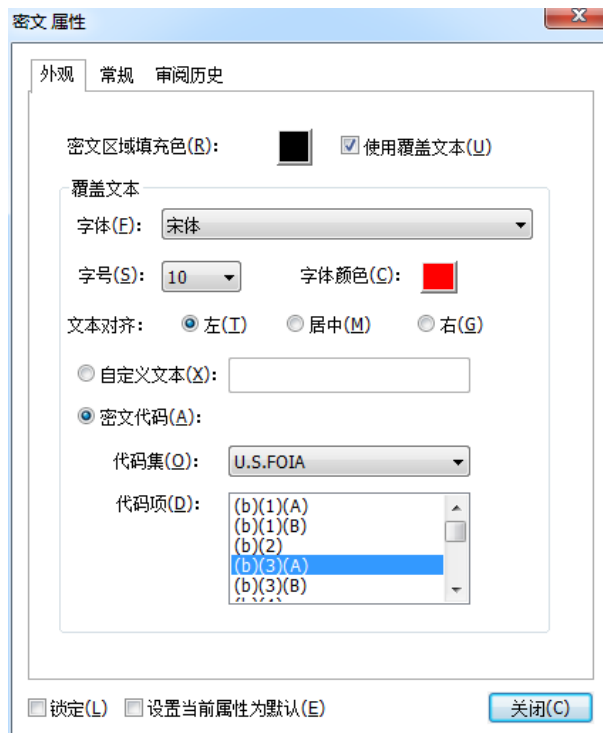 密文 属性
外观 常规 审阅历史
密文区域填充色(R): 使用覆盖文本(U)
覆盖文本
字体(F): 宋体
字号(S): 10 字体颜色(C):
文本对齐: 左(T) 居中(M) 右(G)
自定义文本(X):
密文代码(A):
代码集(O): U.S.FOIA
代码项(D): (b)(1)(A)
(b)(1)(B)
(b)(2)
(b)(3)(A)
(b)(3)(B)
锁定(L) 设置当前属性为默认(E) 关闭(C)